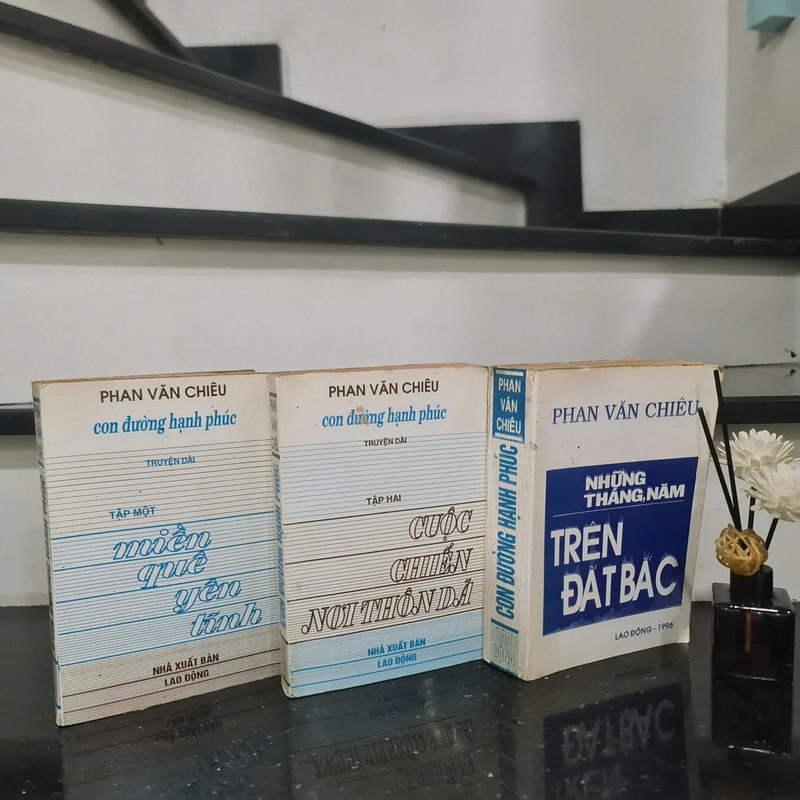 PHAN VĂN CHIÊU
con đường hạnh phúc
TRUYỆN DÀI
TẬP MỘT
miền
quê
yên
tĩnh
NHÀ XUẤT BẢN
LAO ĐỘNG
PHAN VĂN CHIÊU
con đường hạnh phúc
TRUYỆN DÀI
TẬP HAI
CUỘC
CHIẾN
NƠI THÔN DÃ
NHÀ XUẤT BẢN
LAO ĐỘNG
PHAN
VĂN
CHIÊU
CON ĐƯỜNG HẠNH PHÚC
PHAN VĂN CHIÊU
NHỮNG
THÁNG, NĂM
TRÊN
ĐẤT BẮC
LAO ĐỘNG - 1996